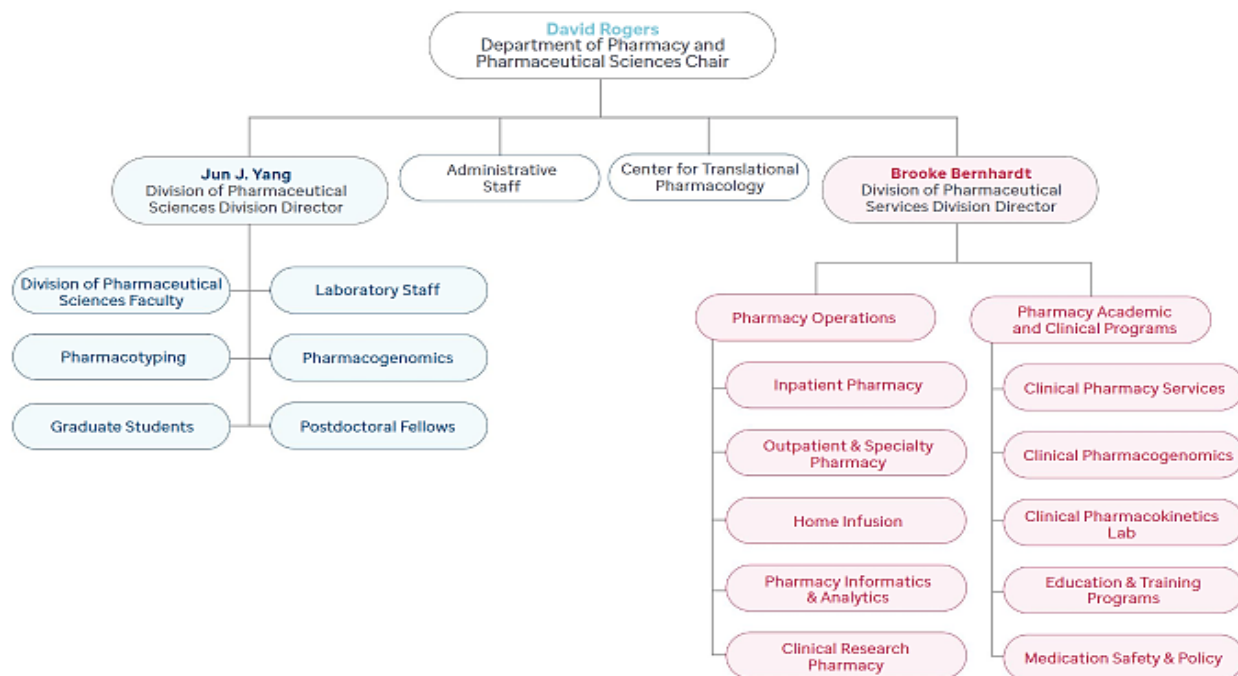 David Rogers
Department of Pharmacy and
Pharmaceutical Sciences Chair
Jun J. Yang
Division of Pharmaceutical
Sciences Division Director
Administrative
Staff
Center for Translational
Pharmacology
Brooke Bernhardt
Division of Pharmaceutical
Services Division Director
Division of Pharmaceutical
Sciences Faculty
Laboratory Staff
Pharmacotyping
Pharmacogenomics
Graduate Students
Postdoctoral Fellows
Pharmacy Operations
Inpatient Pharmacy
Outpatient & Specialty
Pharmacy
Home Infusion
Pharmacy Informatics
& Analytics
Clinical Research
Pharmacy
Pharmacy Academic
and Clinical Programs
Clinical Pharmacy Services
Clinical Pharmacogenomics
Clinical Pharmacokinetics
Lab
Education & Training
Programs
Medication Safety & Policy